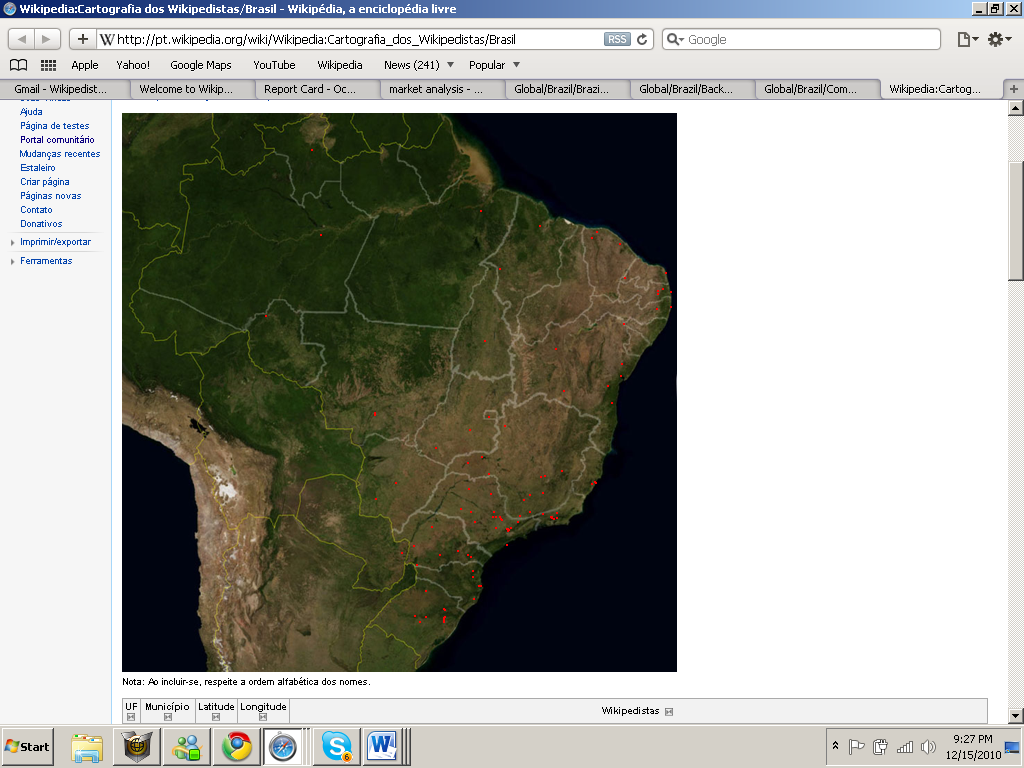 Wikipedia:Cartografia dos Wikipedistas/Brasil - Wikipédia, a enciclopédia livre
http://pt.wikipedia.org/wiki/Wikipedia:Cartografia_dos_Wikipedistas/Brasil RSS Google
Apple Yahoo! Google Maps YouTube Wikipedia News (241) Popular
Gmail - Wikipedist... Welcome to Wikip... Report Card - Oc... market analysis - ... Global/Brazil/Brazi... Global/Brazil/Back... Global/Brazil/Com... Wikipedia:Cartog...
Ajuda
Página de testes
Portal comunitário
Mudanças recentes
Estaleiro
Criar página
Páginas novas
Contato
Donativos
Imprimir/exportar
Ferramentas
Nota: Ao incluir-se, respeite a ordem alfabética dos nomes.
UF Município Latitude Longitude Wikipedistas
Start 6 9:27 PM
12/15/2010